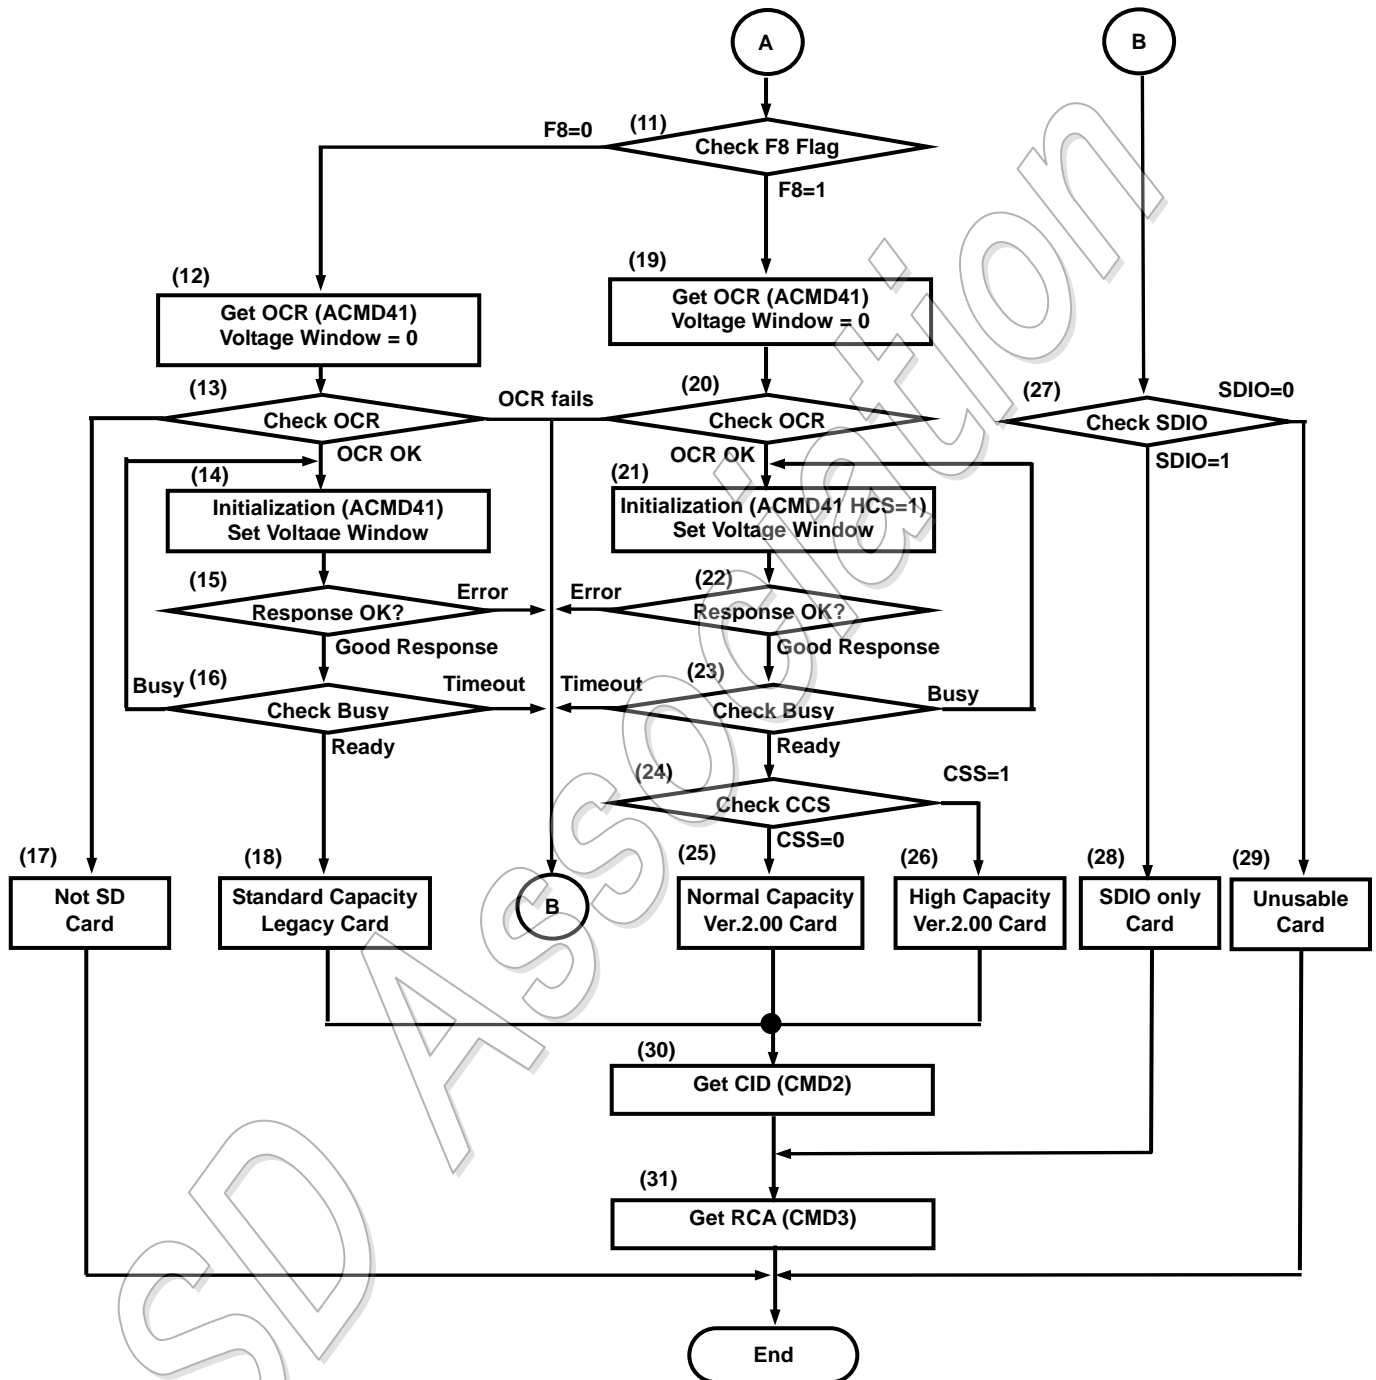 A
B
F8=0
(11)
Check F8 Flag
F8=1
(12)
Get OCR (ACMD41)
Voltage Window = 0
(19)
Get OCR (ACMD41)
Voltage Window = 0
(13)
Check OCR
OCR fails
(20)
Check OCR
(27)
Check SDIO
SDIO=0
OCR OK
OCR OK
SDIO=1
(14)
Initialization (ACMD41)
Set Voltage Window
(21)
Initialization (ACMD41 HCS=1)
Set Voltage Window
(15)
Response OK?
Error
Error
(22)
Response OK?
Good Response
Good Response
Busy
(16)
Check Busy
Timeout
Timeout
(23)
Check Busy
Busy
Ready
Ready
(24)
Check CCS
CSS=1
CSS=0
(17)
Not SD
Card
(18)
Standard Capacity
Legacy Card
B
(25)
Normal Capacity
Ver.2.00 Card
(26)
High Capacity
Ver.2.00 Card
(28)
SDIO only
Card
(29)
Unusable
Card
(30)
Get CID (CMD2)
(31)
Get RCA (CMD3)
End
SD Association